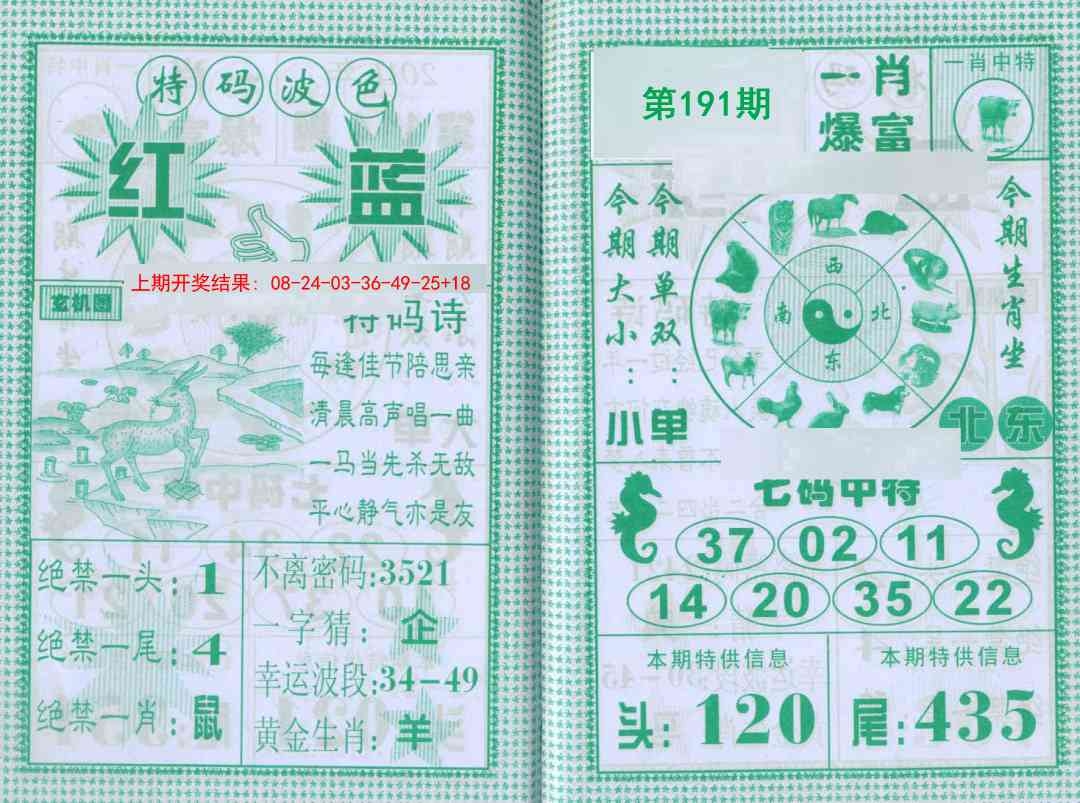 特码波色
红 蓝
上期开奖结果：08-24-03-36-49-25+18
玄机图
诗
每逢佳节陪思亲
清晨高声唱一曲
一马当先杀无敌
平心静气亦是友
绝禁一头：1
绝禁一尾：4
绝禁一肖：鼠
不离密码：3521
一字猜：企
幸运波段：34-49
黄金生肖：羊
第191期
一肖
爆富
一肖中特
今期大小：小
今期单双：单
西
南 北
东
今期生肖坐
北东
七码中特
37 02 11
14 20 35 22
本期特供信息
头：120
本期特供信息
尾：435